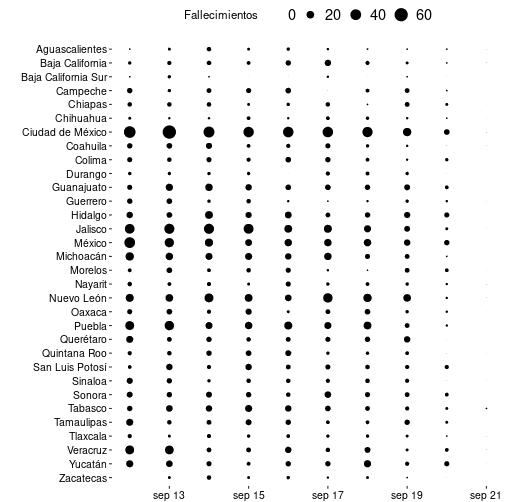 Fallecimientos 0 20 40 60
Aguascalientes
Baja California
Baja California Sur
Campeche
Chiapas
Chihuahua
Ciudad de México
Coahuila
Colima
Durango
Guanajuato
Guerrero
Hidalgo
Jalisco
México
Michoacán
Morelos
Nayarit
Nuevo León
Oaxaca
Puebla
Querétaro
Quintana Roo
San Luis Potosí
Sinaloa
Sonora
Tabasco
Tamaulipas
Tlaxcala
Veracruz
Yucatán
Zacatecas
sep 13 sep 15 sep 17 sep 19 sep 21